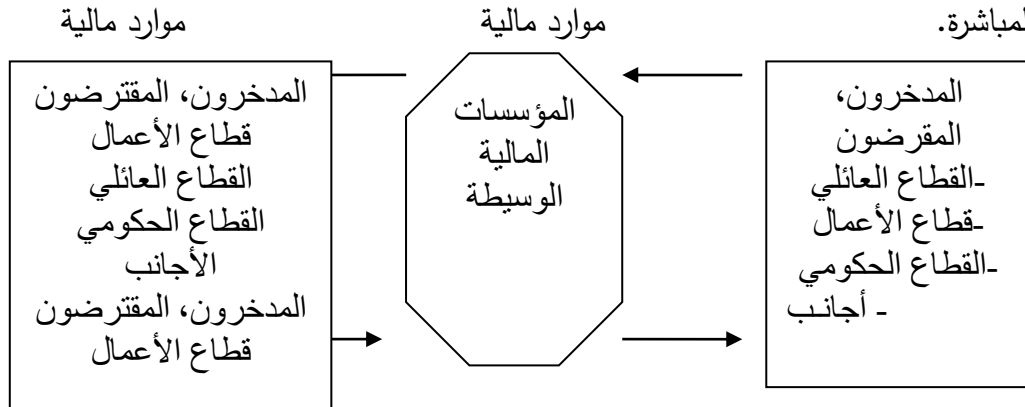 لمباشرة.
موارد مالية
موارد مالية
المدخرون،
المقرضون
-القطاع العائلي
-قطاع الأعمال
-القطاع الحكومي
- أجانب
المؤسسات
المالية
الوسيطة
المدخرون، المقترضون
قطاع الأعمال
القطاع العائلي
القطاع الحكومي
الأجانب
المدخرون، المقترضون
قطاع الأعمال